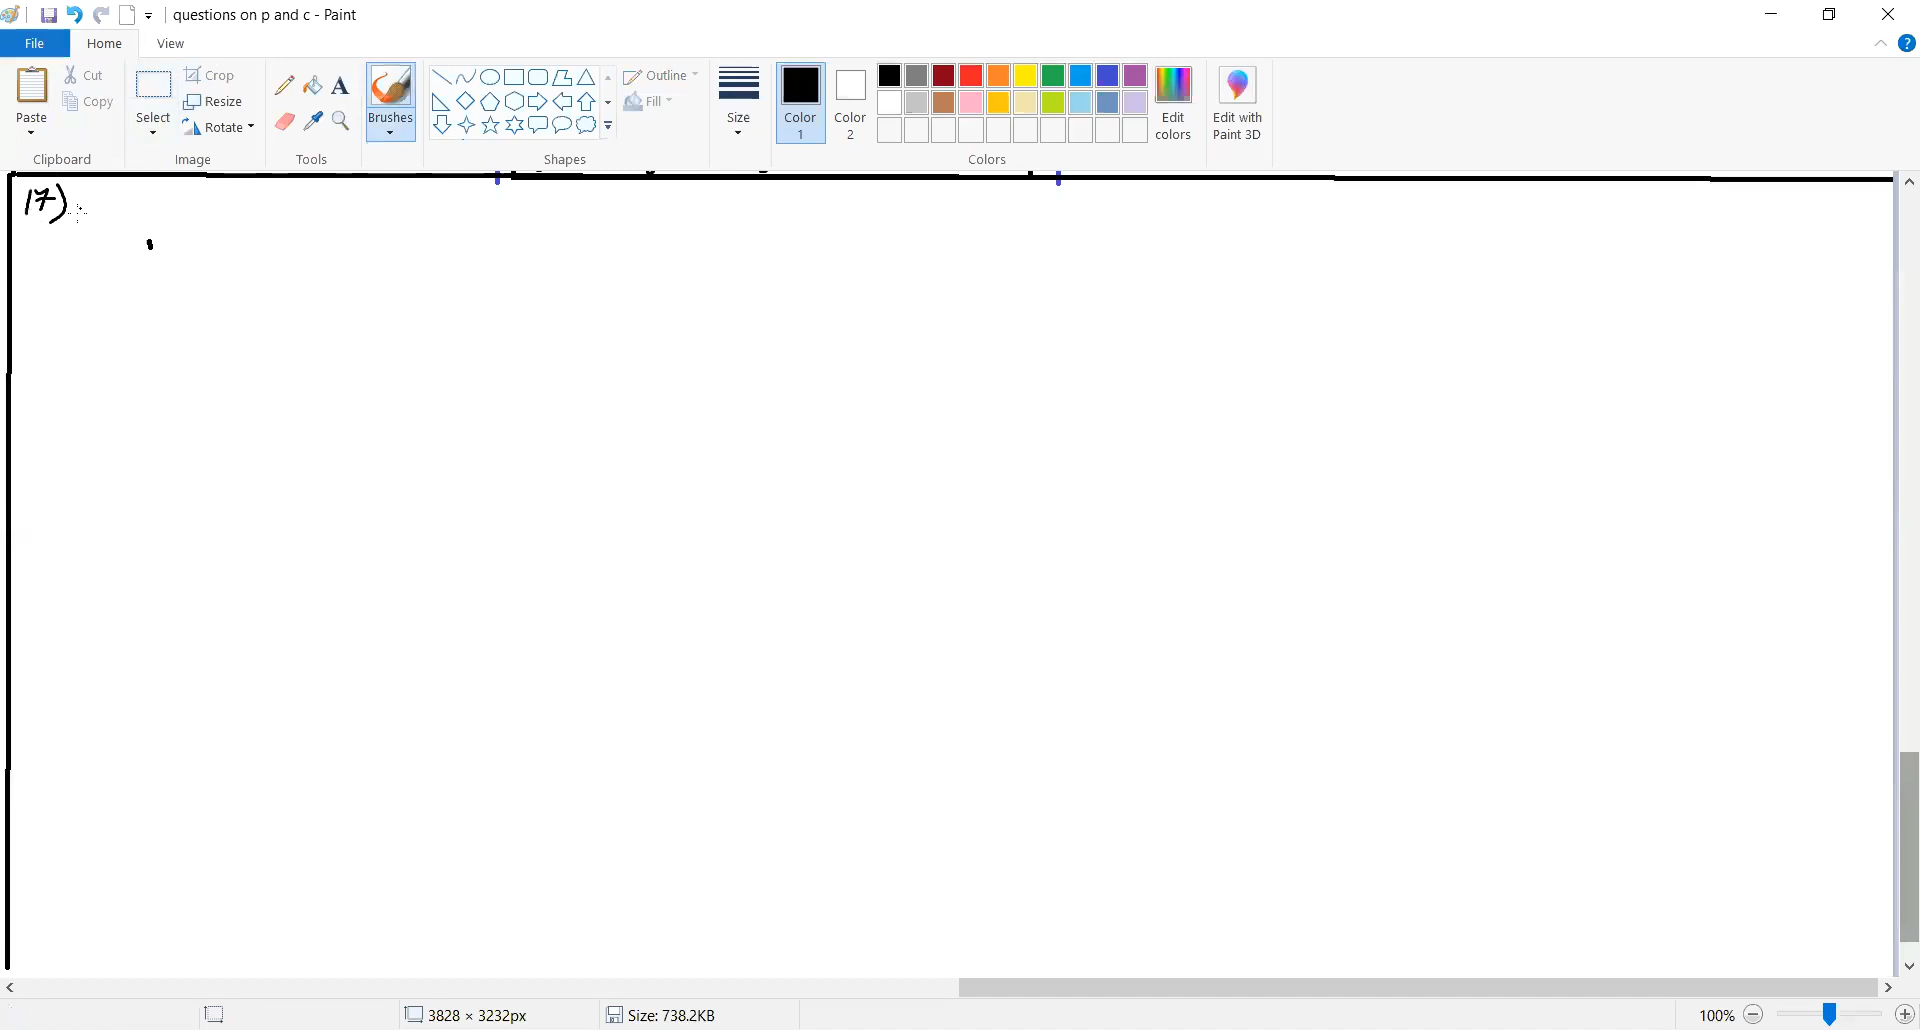 questions on p and c - Paint
File Home View
Paste
Cut
Copy
Clipboard
Select
Crop
Resize
Rotate
Image
Tools
A
Brushes
Shapes
Outline
Fill
Size
Color 1
Color 2
Colors
Edit colors
Edit with Paint 3D
?
17)
3828 × 3232px
Size: 738.2KB
100%